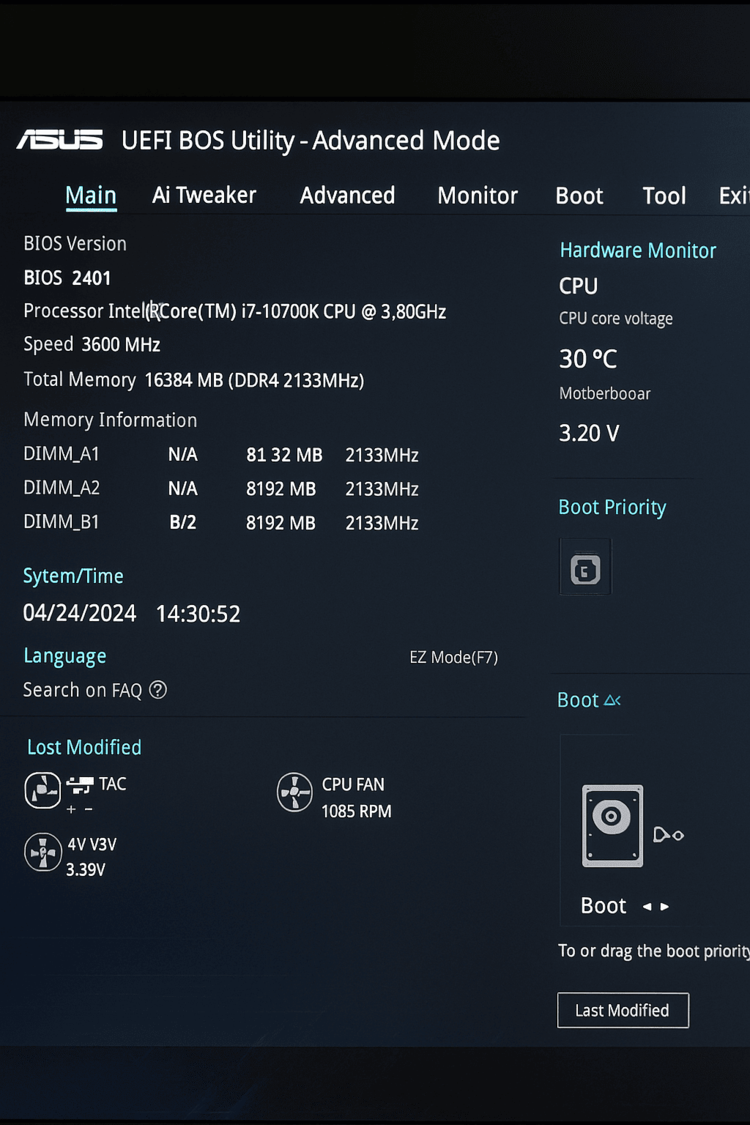 ASUS UEFI BOS Utility - Advanced Mode
Main Ai Tweaker Advanced Monitor Boot Tool Exit
BIOS Version
BIOS 2401
Processor Intel(R Core(TM) i7-10700K CPU @ 3,80GHz
Speed 3600 MHz
Total Memory 16384 MB (DDR4 2133MHz)
Memory Information
DIMM_A1 N/A 81 32 MB 2133MHz
DIMM_A2 N/A 8192 MB 2133MHz
DIMM_B1 B/2 8192 MB 2133MHz
Sytem/Time
04/24/2024 14:30:52
Language EZ Mode(F7)
Search on FAQ ?
Lost Modified
TAC
+ −
CPU FAN
1085 RPM
4V V3V
3.39V
Hardware Monitor
CPU
CPU core voltage
30 ºC
Motberbooar
3.20 V
Boot Priority
Boot
Boot
To or drag the boot priority
Last Modified